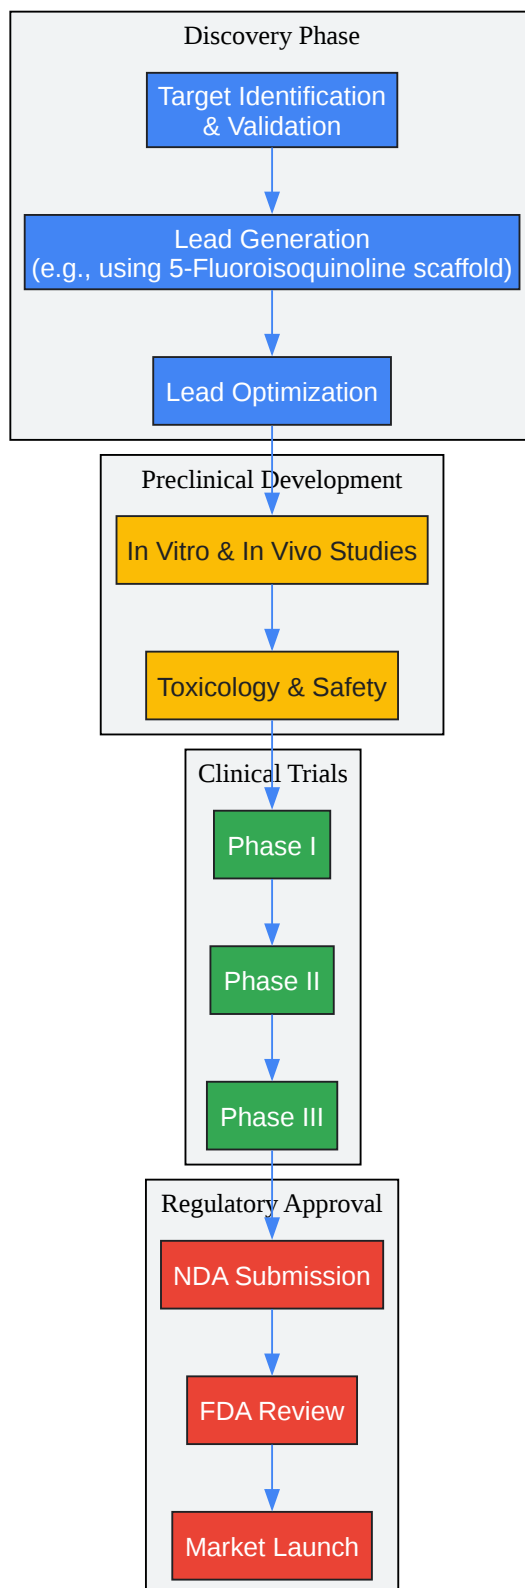 Discovery Phase
Target Identification
& Validation
Lead Generation
(e.g., using 5-Fluoroisoquinoline scaffold)
Lead Optimization
Preclinical Development
In Vitro & In Vivo Studies
Toxicology & Safety
Clinical Trials
Phase I
Phase II
Phase III
Regulatory Approval
NDA Submission
FDA Review
Market Launch